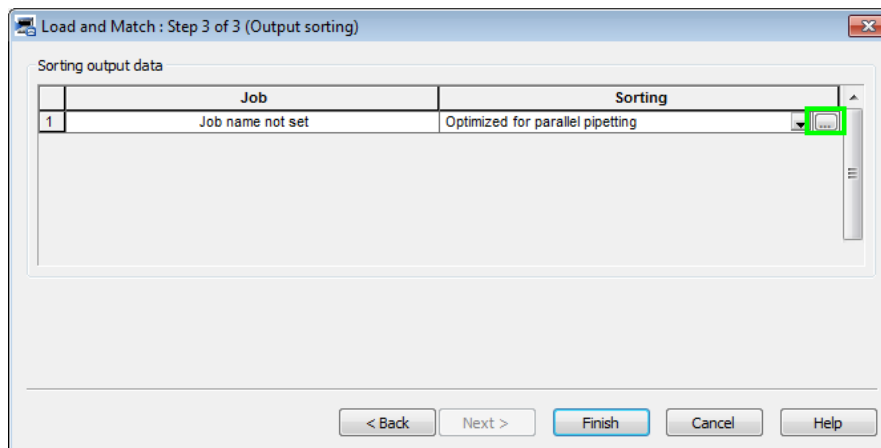 Load and Match : Step 3 of 3 (Output sorting)
Sorting output data
Job Sorting
1 Job name not set Optimized for parallel pipetting ...
< Back Next > Finish Cancel Help